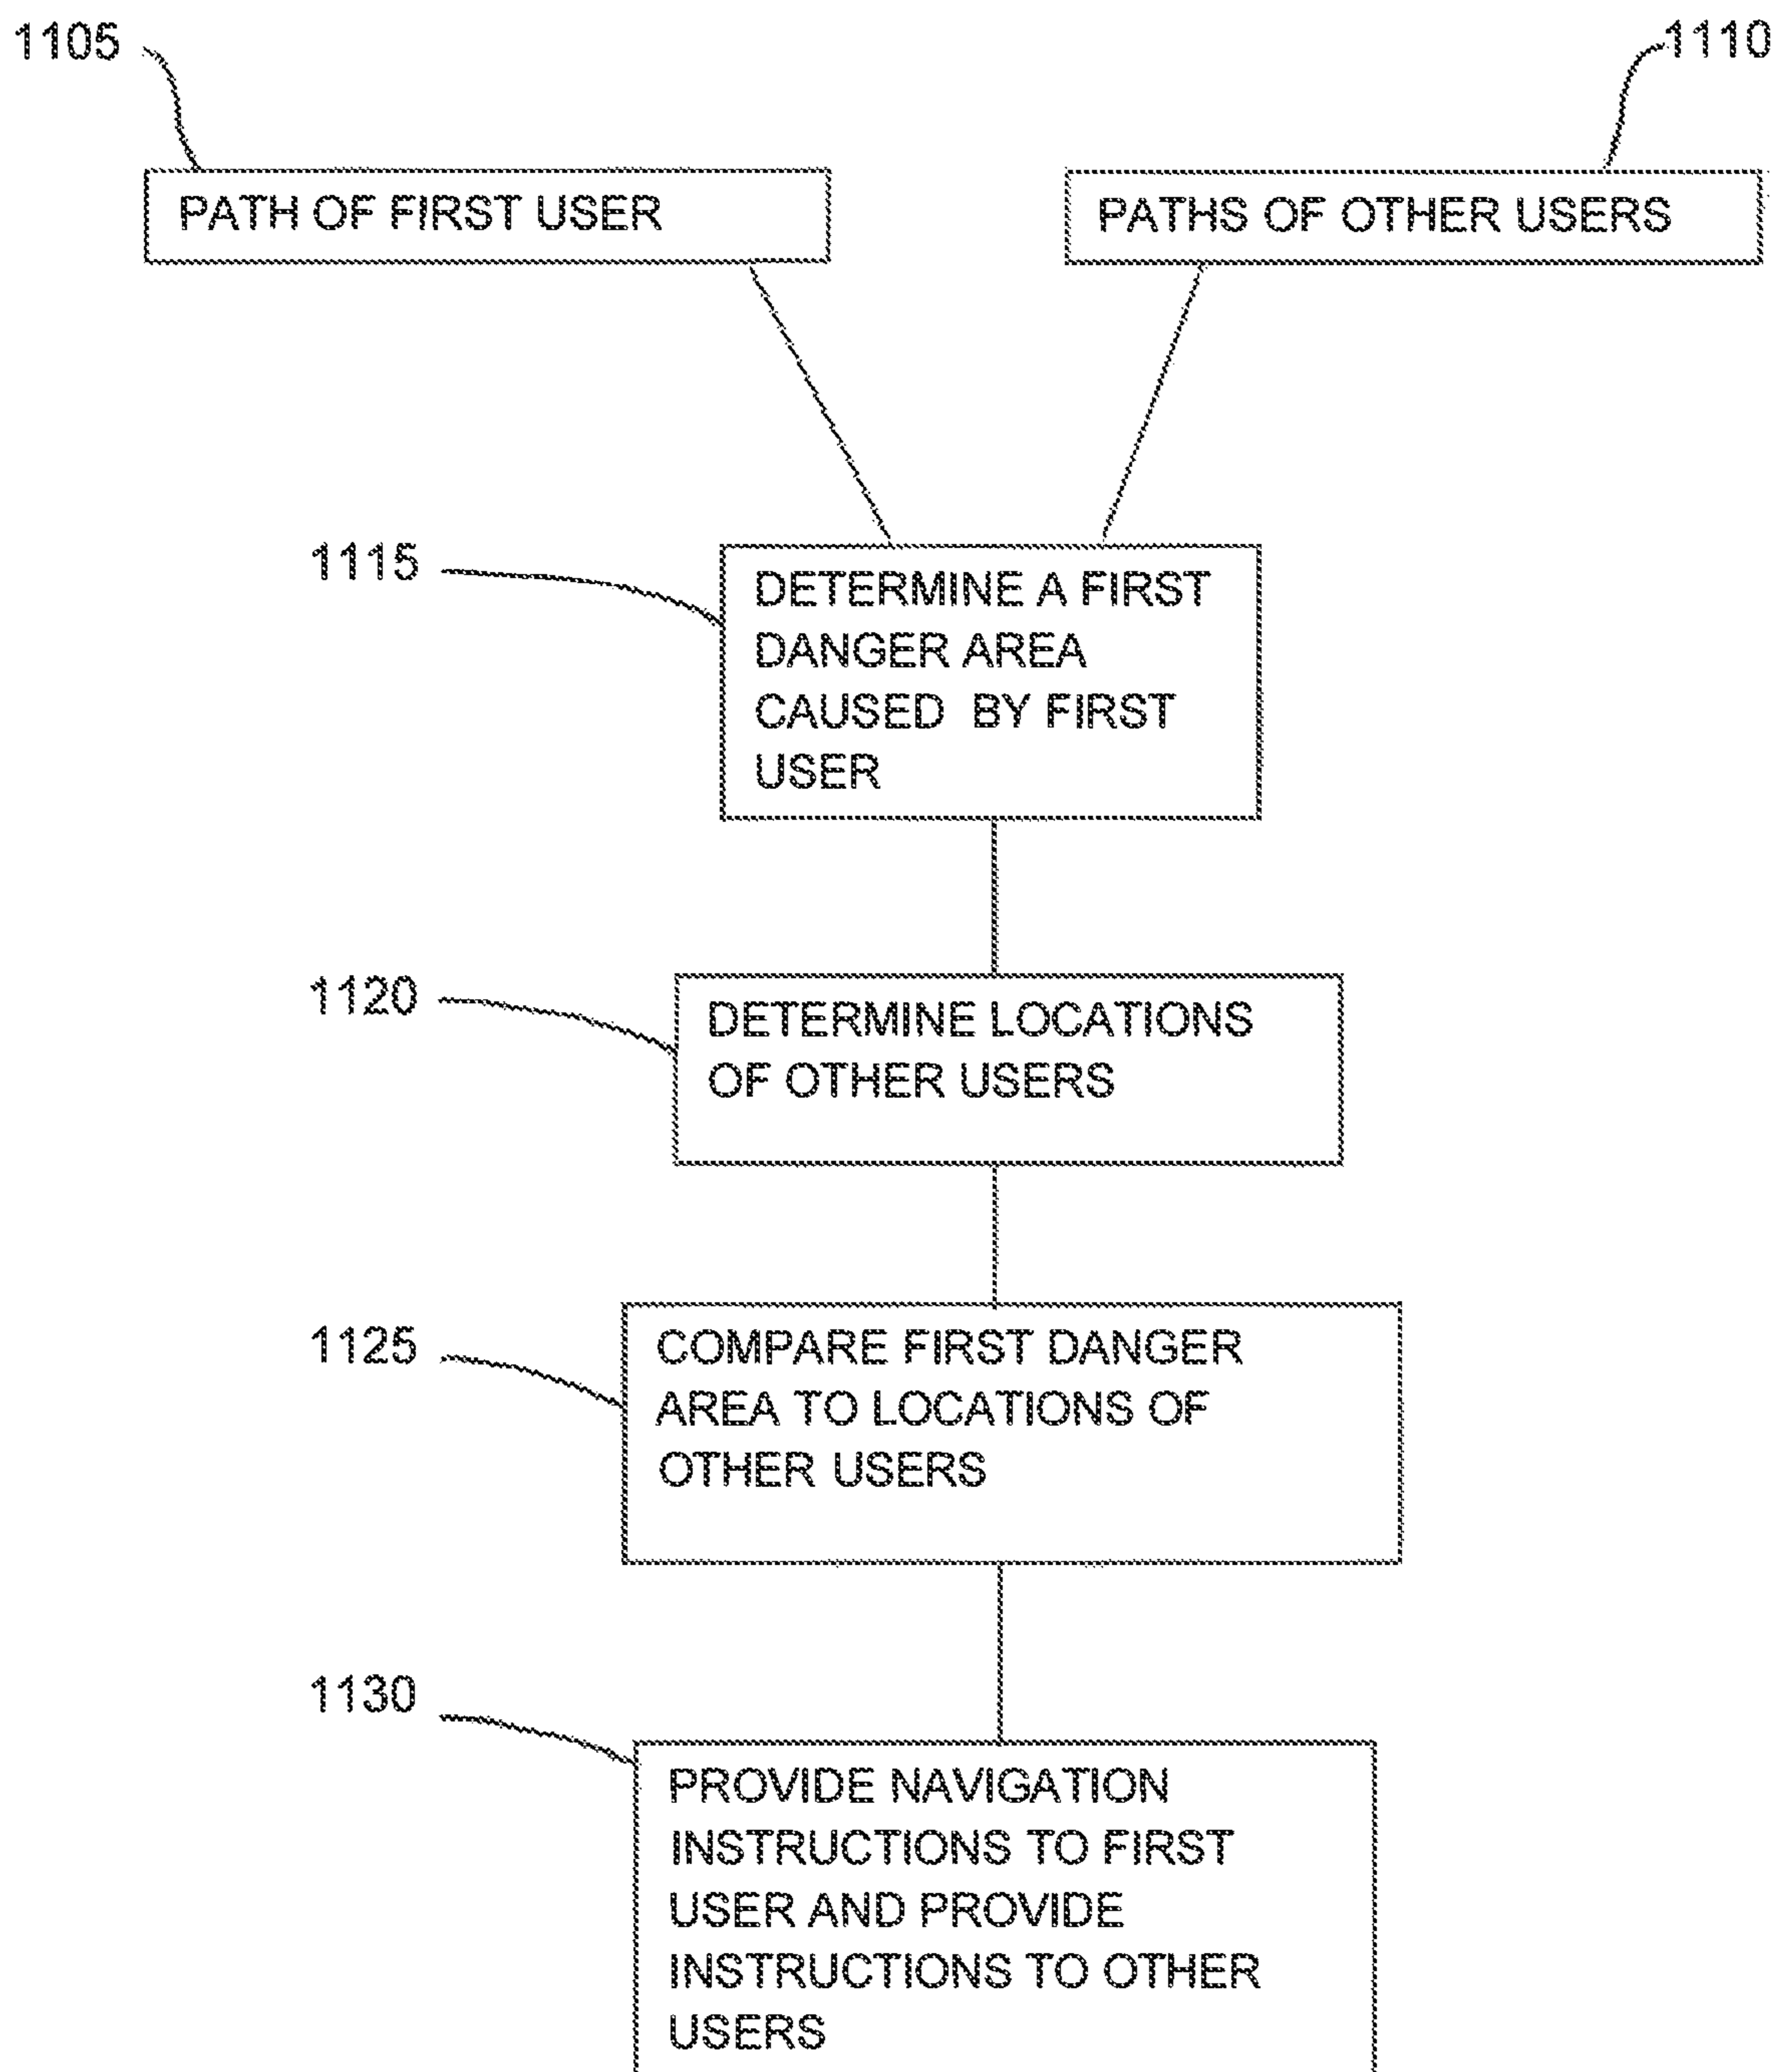 1105
1110
PATH OF FIRST USER
PATHS OF OTHER USERS
1115
DETERMINE A FIRST
DANGER AREA
CAUSED BY FIRST
USER
1120
DETERMINE LOCATIONS
OF OTHER USERS
1125
COMPARE FIRST DANGER
AREA TO LOCATIONS OF
OTHER USERS
1130
PROVIDE NAVIGATION
INSTRUCTIONS TO FIRST
USER AND PROVIDE
INSTRUCTIONS TO OTHER
USERS